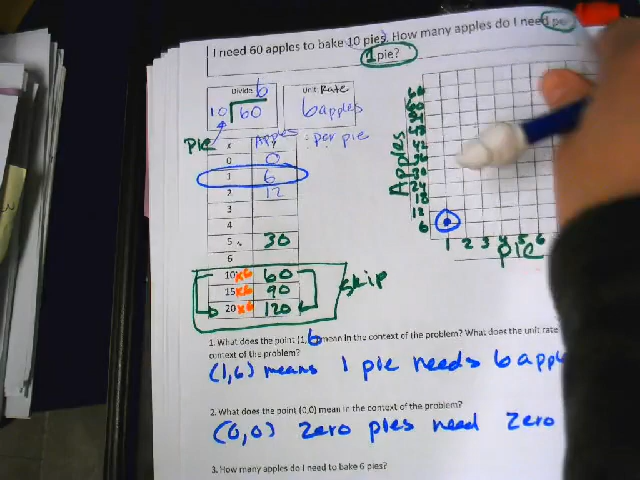 I need 60 apples to bake 10 pies. How many apples do I need per
1 pie?
Divide
6
10 60
Unit Rate
6 apples
per pie
Pie
Apples
x y
0 0
1 6
2 12
3
4
5 30
6
10 x6 60
15 x6 90
20 x6 120
skip
Apples
6
1 2 3 4 5 6
Pie
1. What does the point (1, 6 mean in the context of the problem? What does the unit rate
context of the problem?
(1,6) means 1 pie needs 6 appl
2. What does the point (0,0) mean in the context of the problem?
(0,0) Zero pies need Zero
3. How many apples do I need to bake 6 pies?